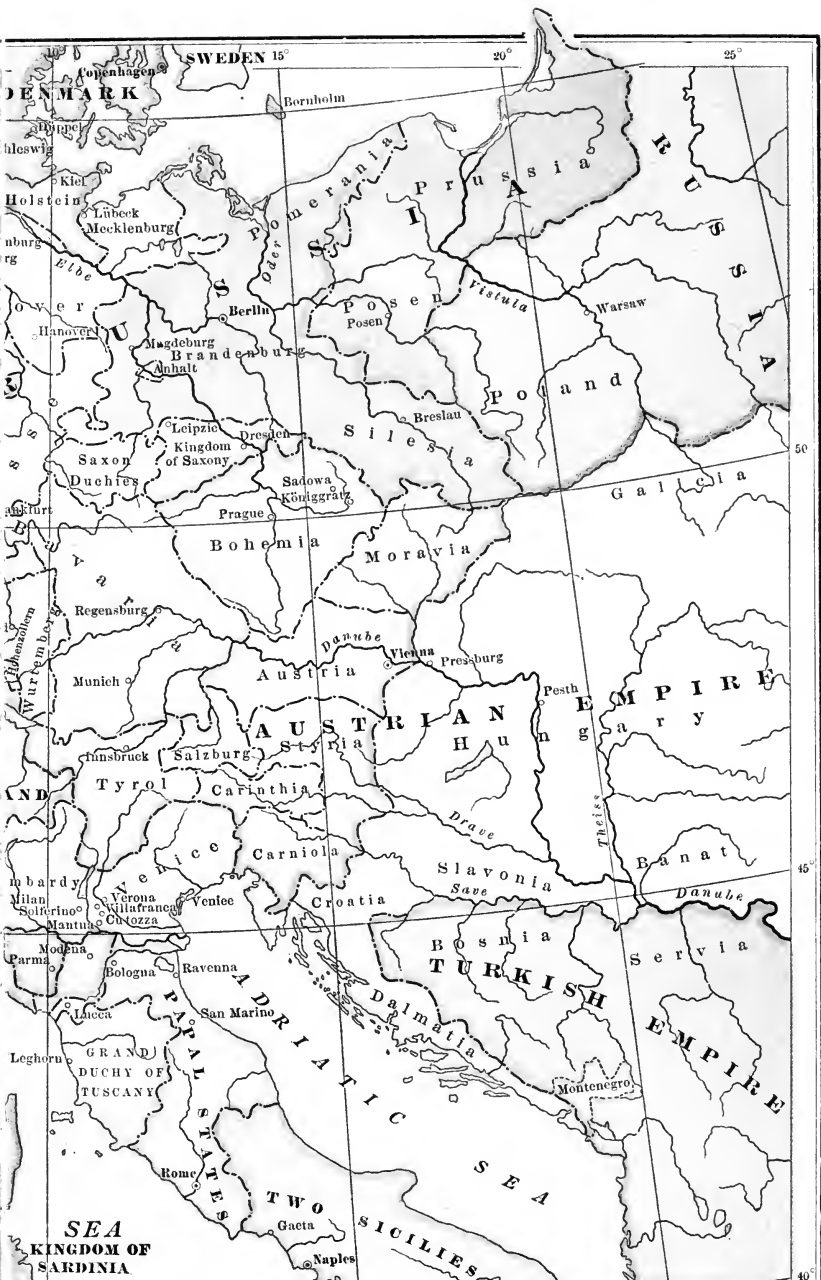 10°
15°
20°
25°
SWEDEN
Copenhagen
DENMARK
Bornholm
Düppel
Kiel
Holstein
Lübeck
Mecklenburg
Pomerania
Oder
Prussia
RUSSIA
Elbe
USSIA
Berlin
Posen
Posen
Vistula
Warsaw
Hanover
Magdeburg
Brandenburg
Anhalt
Poland
Breslau
Silesia
Leipzic
Dresden
Kingdom
of Saxony
Saxon
Duchies
Sadowa
Königgrätz
Prague
Bohemia
Moravia
Galicia
50
Bavaria
Regensburg
Hohenzollern
Wurtemberg
Munich
Danube
Vienna
Pressburg
Austria
Pesth
AUSTRIAN EMPIRE
Hungary
Styria
Innsbruck
Salzburg
Tyrol
Carinthia
AND
Drave
Theiss
Venice
Carniola
Slavonia
Banat
45°
mbardy
Milan
Solferino
Verona
Villafranca
Custozza
Mantua
Venice
Croatia
Save
Danube
Modena
Parma
Bologna
Ravenna
Bosnia
Servia
TURKISH EMPIRE
Lucca
San Marino
ADRIATIC SEA
Dalmatia
Montenegro
Leghorn
GRAND
DUCHY OF
TUSCANY
PAPAL STATES
Rome
TWO SICILIES
Gaeta
Naples
SEA
KINGDOM OF
SARDINIA
40°